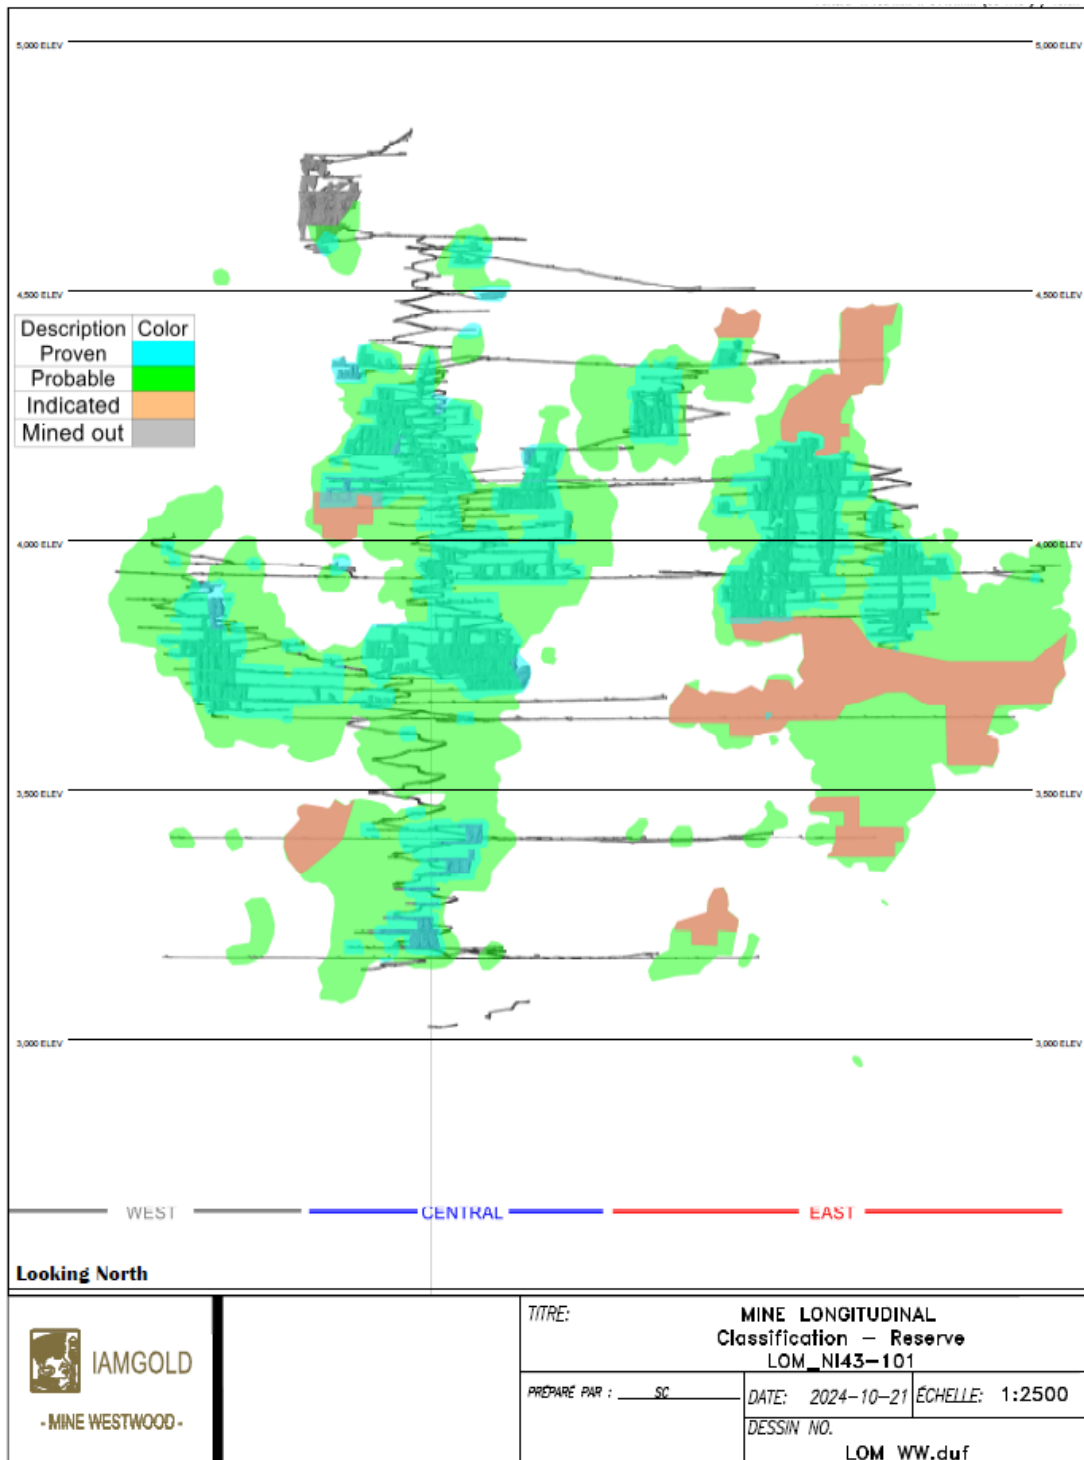 5,000 ELEV
5,000 ELEV
4,500 ELEV
4,500 ELEV
Description Color
Proven
Probable
Indicated
Mined out
4,000 ELEV
4,000 ELEV
3,500 ELEV
3,500 ELEV
3,000 ELEV
3,000 ELEV
WEST
CENTRAL
EAST
Looking North
IAMGOLD
- MINE WESTWOOD -
TITRE:
MINE LONGITUDINAL
Classification – Reserve
LOM_NI43-101
PRÉPARÉ PAR : SC
DATE: 2024-10-21
ÉCHELLE: 1:2500
DESSIN NO.
LOM WW.duf